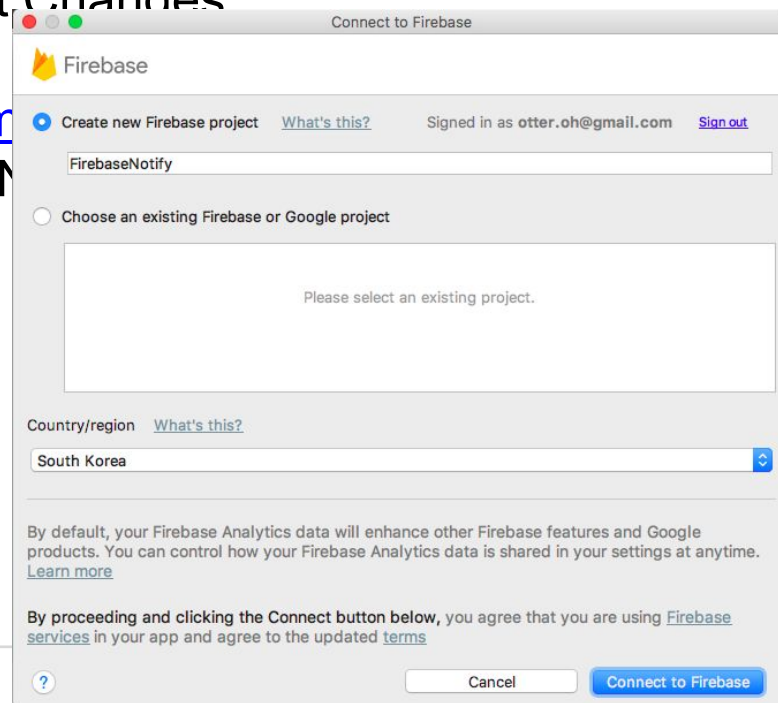 t Changes
Connect to Firebase
Firebase
Create new Firebase project What's this? Signed in as otter.oh@gmail.com Sign out
FirebaseNotify
Choose an existing Firebase or Google project
Please select an existing project.
Country/region What's this?
South Korea
By default, your Firebase Analytics data will enhance other Firebase features and Google
products. You can control how your Firebase Analytics data is shared in your settings at anytime.
Learn more
By proceeding and clicking the Connect button below, you agree that you are using Firebase
services in your app and agree to the updated terms
? Cancel Connect to Firebase